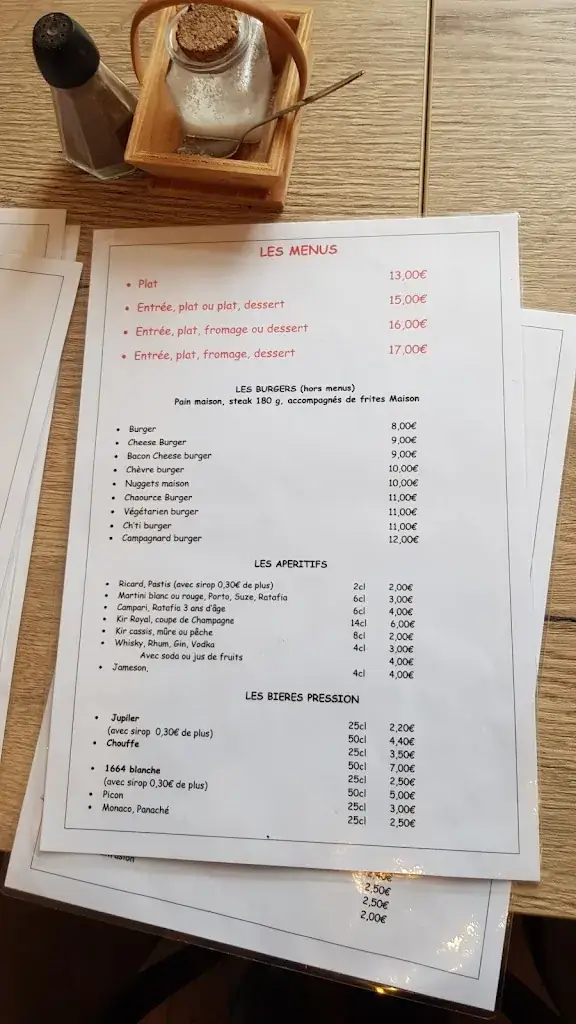 LES MENUS
• Plat 13,00€
• Entrée, plat ou plat, dessert 15,00€
• Entrée, plat, fromage ou dessert 16,00€
• Entrée, plat, fromage, dessert 17,00€
LES BURGERS (hors menus)
Pain maison, steak 180 g, accompagnés de frites Maison
• Burger 8,00€
• Cheese Burger 9,00€
• Bacon Cheese burger 9,00€
• Chèvre burger 10,00€
• Nuggets maison 10,00€
• Chaource Burger 11,00€
• Végétarien burger 11,00€
• Ch'ti burger 11,00€
• Campagnard burger 12,00€
LES APERITIFS
• Ricard, Pastis (avec sirop 0,30€ de plus) 2cl 2,00€
• Martini blanc ou rouge, Porto, Suze, Ratafia 6cl 3,00€
• Campari, Ratafia 3 ans d'âge 6cl 4,00€
• Kir Royal, coupe de Champagne 14cl 6,00€
• Kir cassis, mûre ou pêche 8cl 2,00€
• Whisky, Rhum, Gin, Vodka 4cl 3,00€
Avec soda ou jus de fruits 4,00€
• Jameson, 4cl 4,00€
LES BIERES PRESSION
• Jupiler 25cl 2,20€
(avec sirop 0,30€ de plus) 50cl 4,40€
• Chouffe 25cl 3,50€
50cl 7,00€
• 1664 blanche 25cl 2,50€
(avec sirop 0,30€ de plus) 50cl 5,00€
• Picon 25cl 3,00€
• Monaco, Panaché 25cl 2,50€
2,50€
2,50€
2,00€